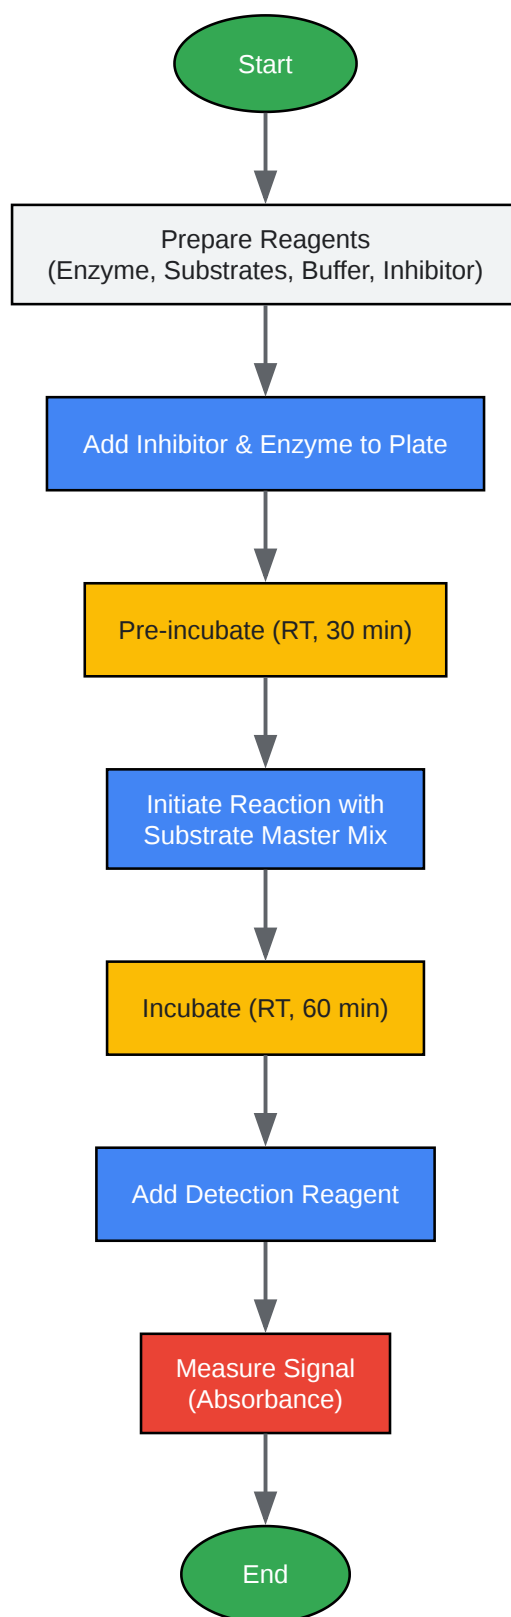 Start
Prepare Reagents
(Enzyme, Substrates, Buffer, Inhibitor)
Add Inhibitor & Enzyme to Plate
Pre-incubate (RT, 30 min)
Initiate Reaction with
Substrate Master Mix
Incubate (RT, 60 min)
Add Detection Reagent
Measure Signal
(Absorbance)
End